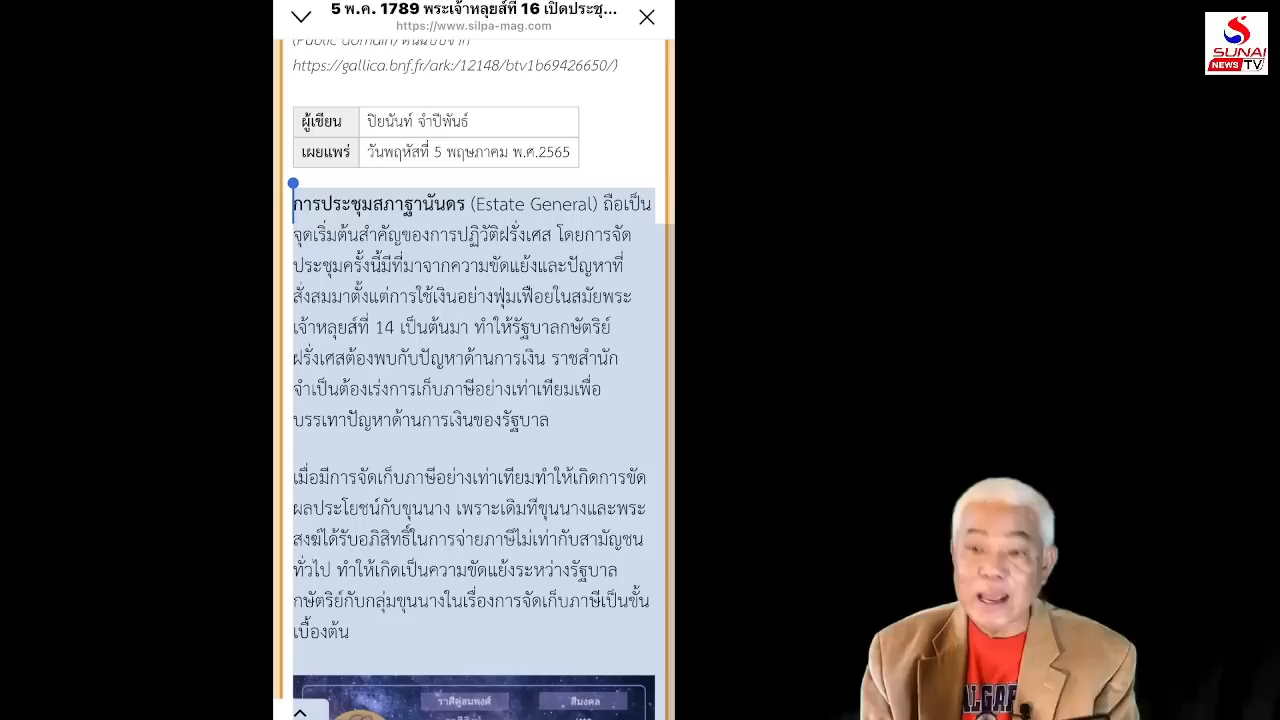 5 พ.ค. 1789 พระเจ้าหลุยส์ที่ 16 เปิดประชุ...
https://www.silpa-mag.com
https://gallica.bnf.fr/ark:/12148/btv1b69426650/)
ผู้เขียน ปิยนันท์ จำปีพันธ์
เผยแพร่ วันพฤหัสที่ 5 พฤษภาคม พ.ศ.2565
การประชุมสภาฐานันดร (Estate General) ถือเป็น
จุดเริ่มต้นสำคัญของการปฏิวัติฝรั่งเศส โดยการจัด
ประชุมครั้งนี้มีที่มาจากความขัดแย้งและปัญหาที่
สั่งสมมาตั้งแต่การใช้เงินอย่างฟุ่มเฟือยในสมัยพระ
เจ้าหลุยส์ที่ 14 เป็นต้นมา ทำให้รัฐบาลกษัตริย์
ฝรั่งเศสต้องพบกับปัญหาด้านการเงิน ราชสำนัก
จำเป็นต้องเร่งการเก็บภาษีอย่างเท่าเทียมเพื่อ
บรรเทาปัญหาด้านการเงินของรัฐบาล
เมื่อมีการจัดเก็บภาษีอย่างเท่าเทียมทำให้เกิดการขัด
ผลประโยชน์กับขุนนาง เพราะเดิมทีขุนนางและพระ
สงฆ์ได้รับอภิสิทธิ์ในการจ่ายภาษีไม่เท่ากับสามัญชน
ทั่วไป ทำให้เกิดเป็นความขัดแย้งระหว่างรัฐบาล
กษัตริย์กับกลุ่มขุนนางในเรื่องการจัดเก็บภาษีเป็นขั้น
เบื้องต้น
ราศีคู่สมพงศ์ สีมงคล
SUNAI
NEWS TV